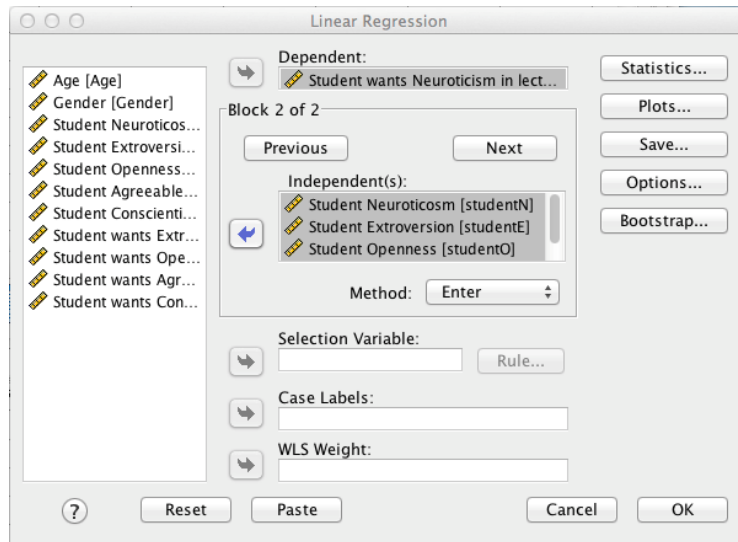 Linear Regression
Age [Age]
Gender [Gender]
Student Neuroticos...
Student Extroversi...
Student Openness...
Student Agreeable...
Student Conscienti...
Student wants Extr...
Student wants Ope...
Student wants Agr...
Student wants Con...
Dependent:
Student wants Neuroticism in lect...
Block 2 of 2
Previous
Next
Independent(s):
Student Neuroticosm [studentN]
Student Extroversion [studentE]
Student Openness [studentO]
Method:
Enter
Selection Variable:
Rule...
Case Labels:
WLS Weight:
Statistics...
Plots...
Save...
Options...
Bootstrap...
?
Reset
Paste
Cancel
OK